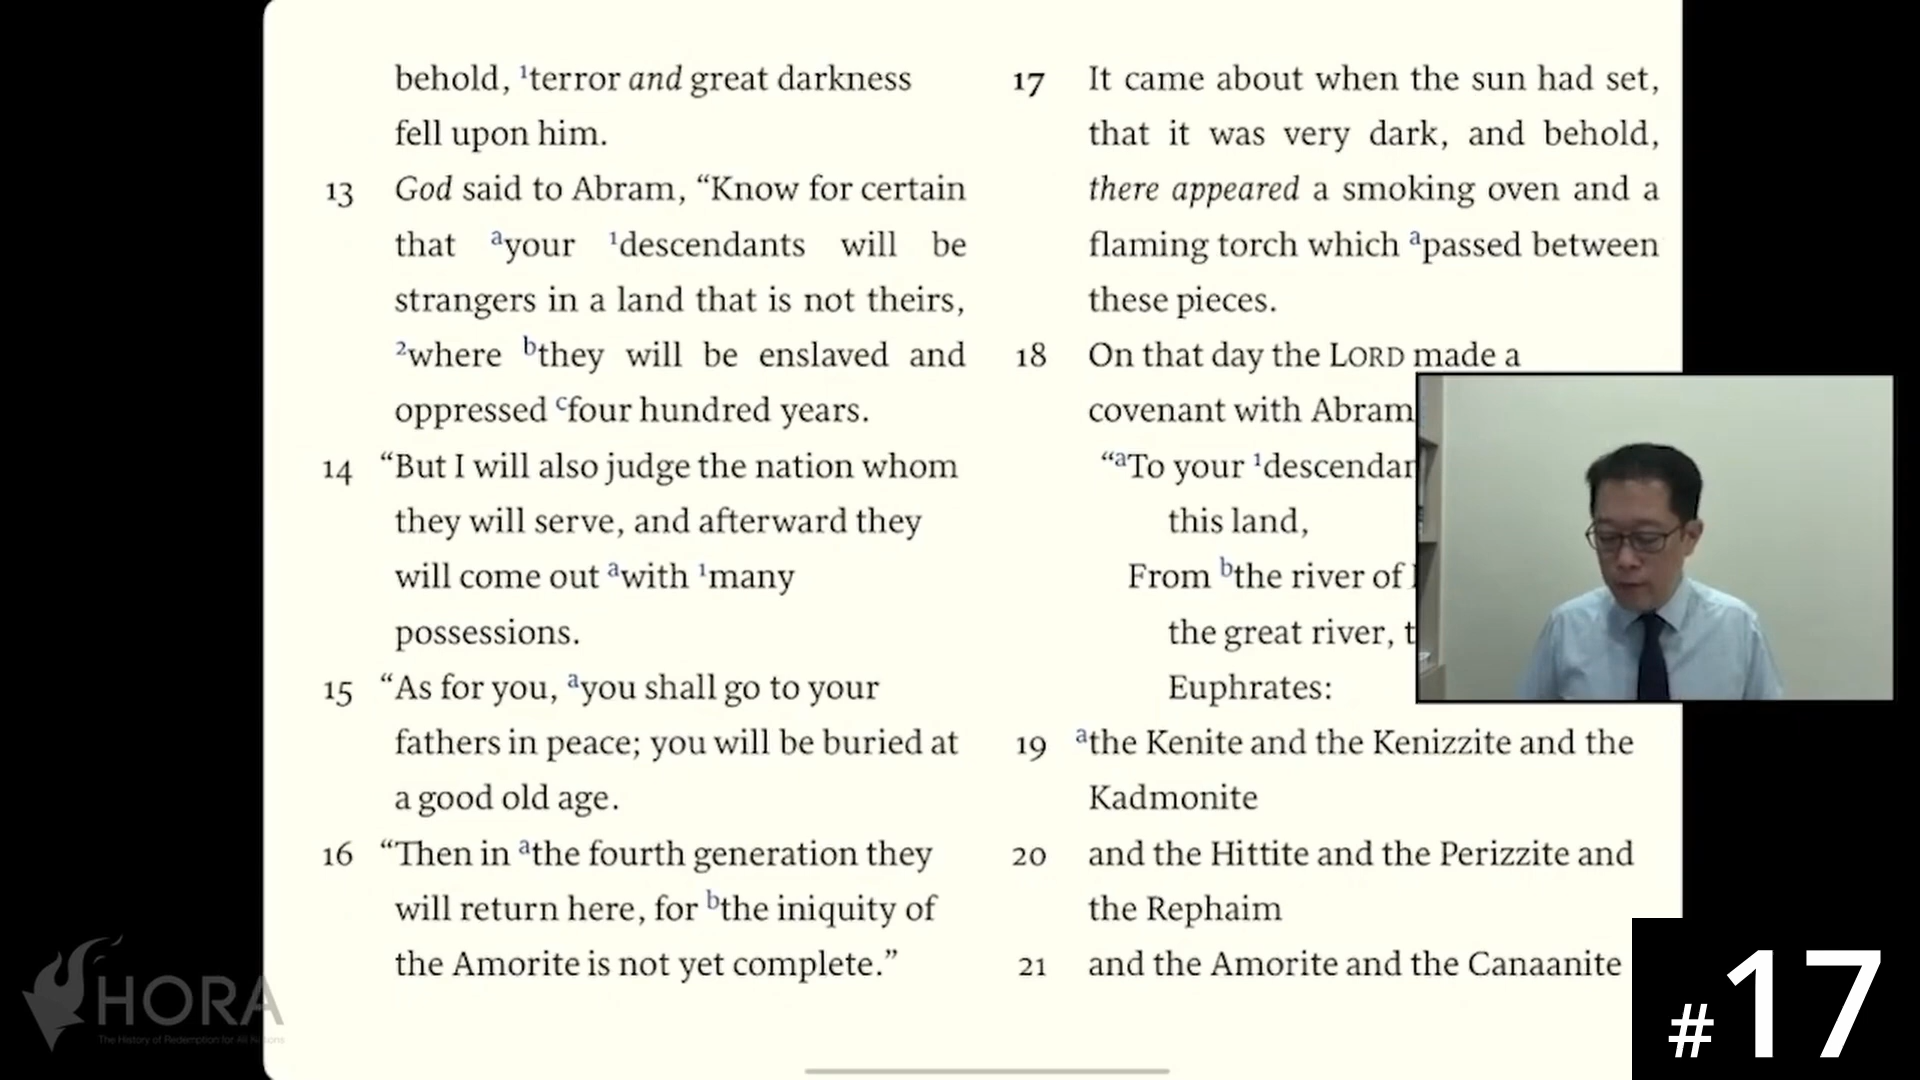 behold, 1terror and great darkness
fell upon him.
13 God said to Abram, “Know for certain
that ayour 1descendants will be
strangers in a land that is not theirs,
2where bthey will be enslaved and
oppressed cfour hundred years.
14 “But I will also judge the nation whom
they will serve, and afterward they
will come out awith 1many
possessions.
15 “As for you, ayou shall go to your
fathers in peace; you will be buried at
a good old age.
16 “Then in athe fourth generation they
will return here, for bthe iniquity of
the Amorite is not yet complete.”
17 It came about when the sun had set,
that it was very dark, and behold,
there appeared a smoking oven and a
flaming torch which apassed between
these pieces.
18 On that day the LORD made a
covenant with Abram
“aTo your 1descendan
this land,
From bthe river of
the great river, t
Euphrates:
19 athe Kenite and the Kenizzite and the
Kadmonite
20 and the Hittite and the Perizzite and
the Rephaim
21 and the Amorite and the Canaanite
HORA
The History of Redemption for All Nations
#17